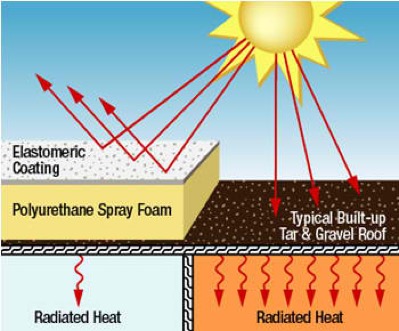 Elastomeric
Coating
Polyurethane Spray Foam
Typical Built-up
Tar & Gravel Roof
Radiated Heat
Radiated Heat